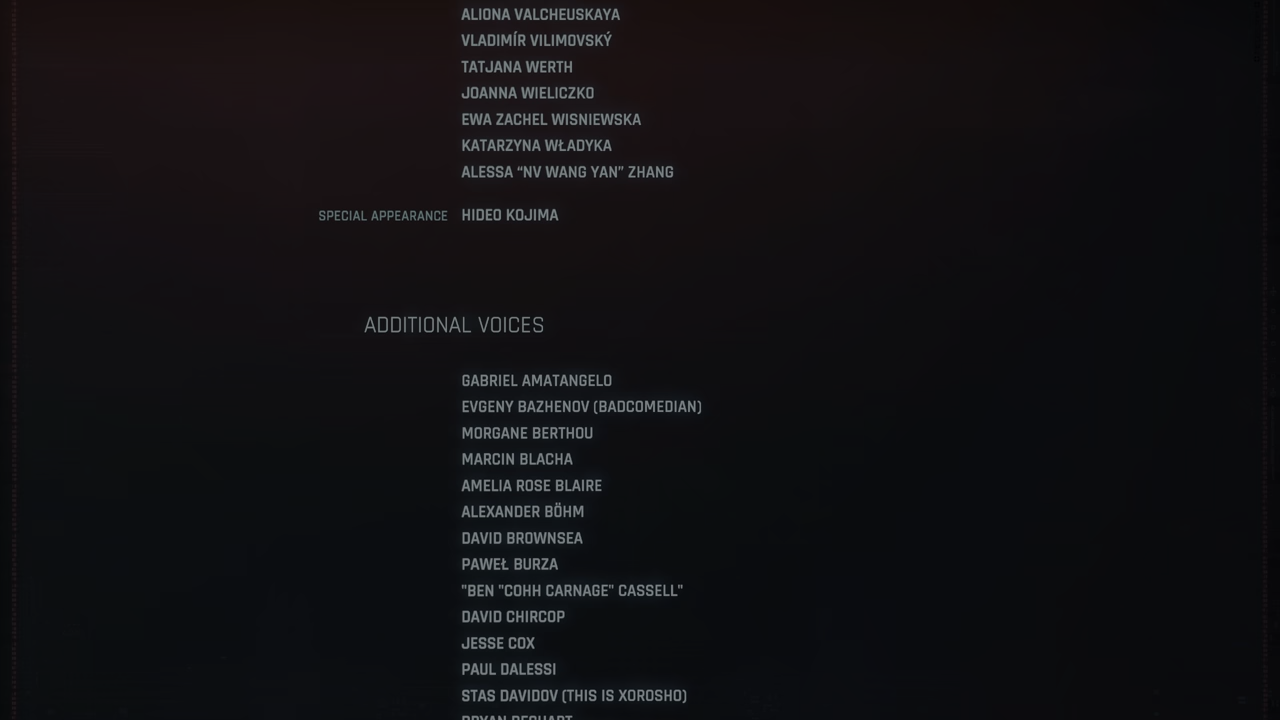 ALIONA VALCHEUSKAYA
VLADIMÍR VILIMOVSKÝ
TATJANA WERTH
JOANNA WIELICZKO
EWA ZACHEL WISNIEWSKA
KATARZYNA WŁADYKA
ALESSA “NV WANG YAN” ZHANG
SPECIAL APPEARANCE HIDEO KOJIMA
ADDITIONAL VOICES
GABRIEL AMATANGELO
EVGENY BAZHENOV (BADCOMEDIAN)
MORGANE BERTHOU
MARCIN BLACHA
AMELIA ROSE BLAIRE
ALEXANDER BÖHM
DAVID BROWNSEA
PAWEŁ BURZA
"BEN "COHH CARNAGE" CASSELL"
DAVID CHIRCOP
JESSE COX
PAUL DALESSI
STAS DAVIDOV (THIS IS XOROSHO)